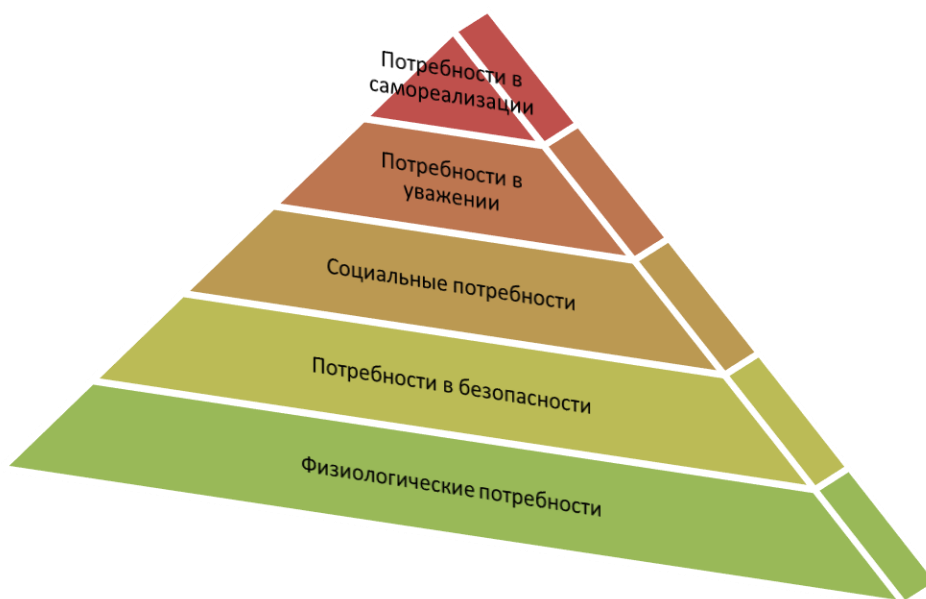 Потребности в
самореализации
Потребности в
уважении
Социальные потребности
Потребности в безопасности
Физиологические потребности